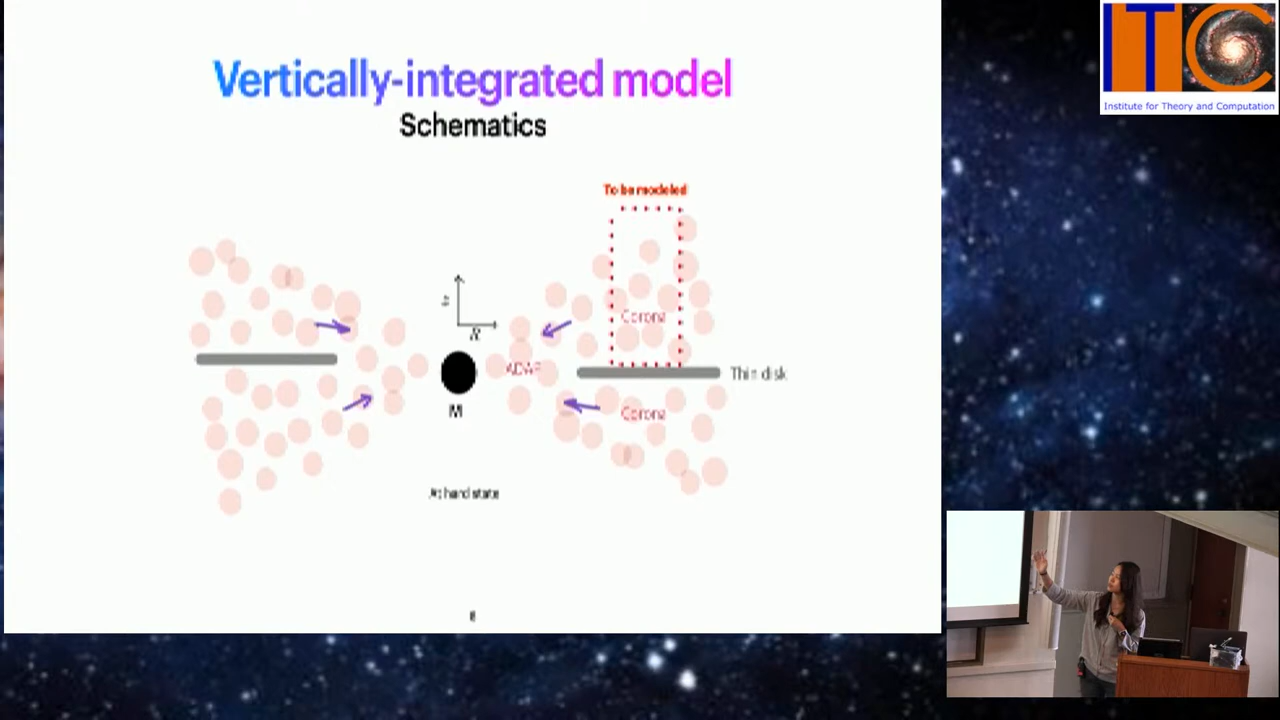 ITC
Institute for Theory and Computation
Vertically-integrated model
Schematics
To be modeled
Corona
R
ADAF
Thin disk
M
Corona
At hard state